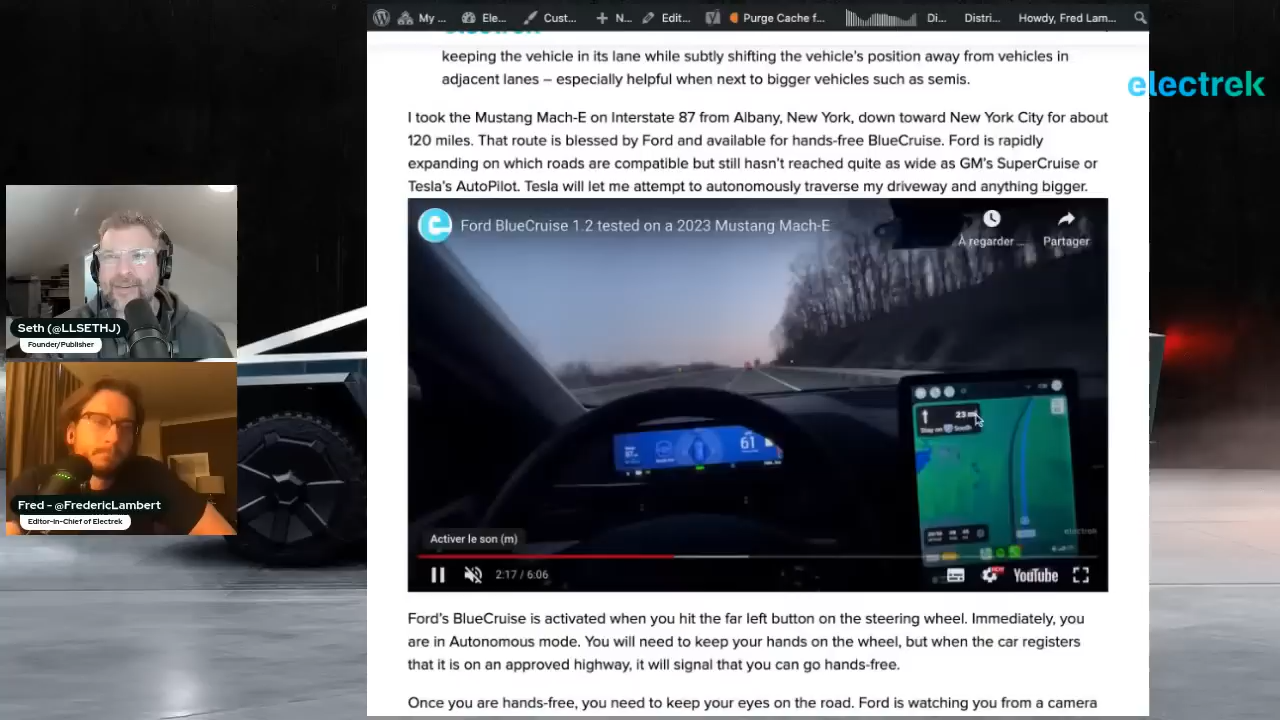 My ...
Ele...
Cust...
N...
Edit...
Purge Cache f...
Di...
Distri...
Howdy, Fred Lam...
electrek
keeping the vehicle in its lane while subtly shifting the vehicle's position away from vehicles in
adjacent lanes – especially helpful when next to bigger vehicles such as semis.
I took the Mustang Mach-E on Interstate 87 from Albany, New York, down toward New York City for about
120 miles. That route is blessed by Ford and available for hands-free BlueCruise. Ford is rapidly
expanding on which roads are compatible but still hasn't reached quite as wide as GM's SuperCruise or
Tesla's AutoPilot. Tesla will let me attempt to autonomously traverse my driveway and anything bigger.
Ford BlueCruise 1.2 tested on a 2023 Mustang Mach-E
À regarder ...
Partager
Seth (@LLSETHJ)
Founder/Publisher
23 mi
Stay on
South
61
Fred - @FredericLambert
Editor-in-Chief of Electrek
electrek
Activer le son (m)
2:17 / 6:06
YouTube
Ford's BlueCruise is activated when you hit the far left button on the steering wheel. Immediately, you
are in Autonomous mode. You will need to keep your hands on the wheel, but when the car registers
that it is on an approved highway, it will signal that you can go hands-free.
Once you are hands-free, you need to keep your eyes on the road. Ford is watching you from a camera